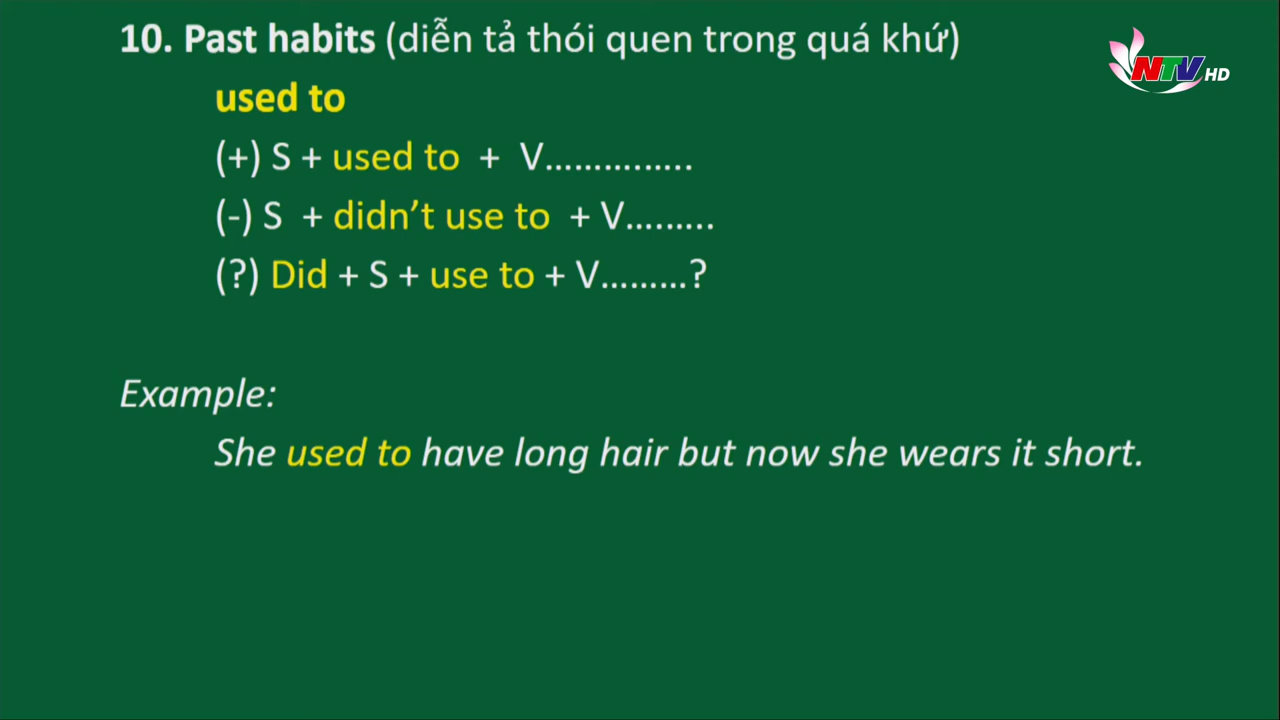 10. Past habits (diễn tả thói quen trong quá khứ)
NTV HD
used to
(+) S + used to + V...............
(-) S + didn't use to + V.........
(?) Did + S + use to + V.........?
Example:
She used to have long hair but now she wears it short.